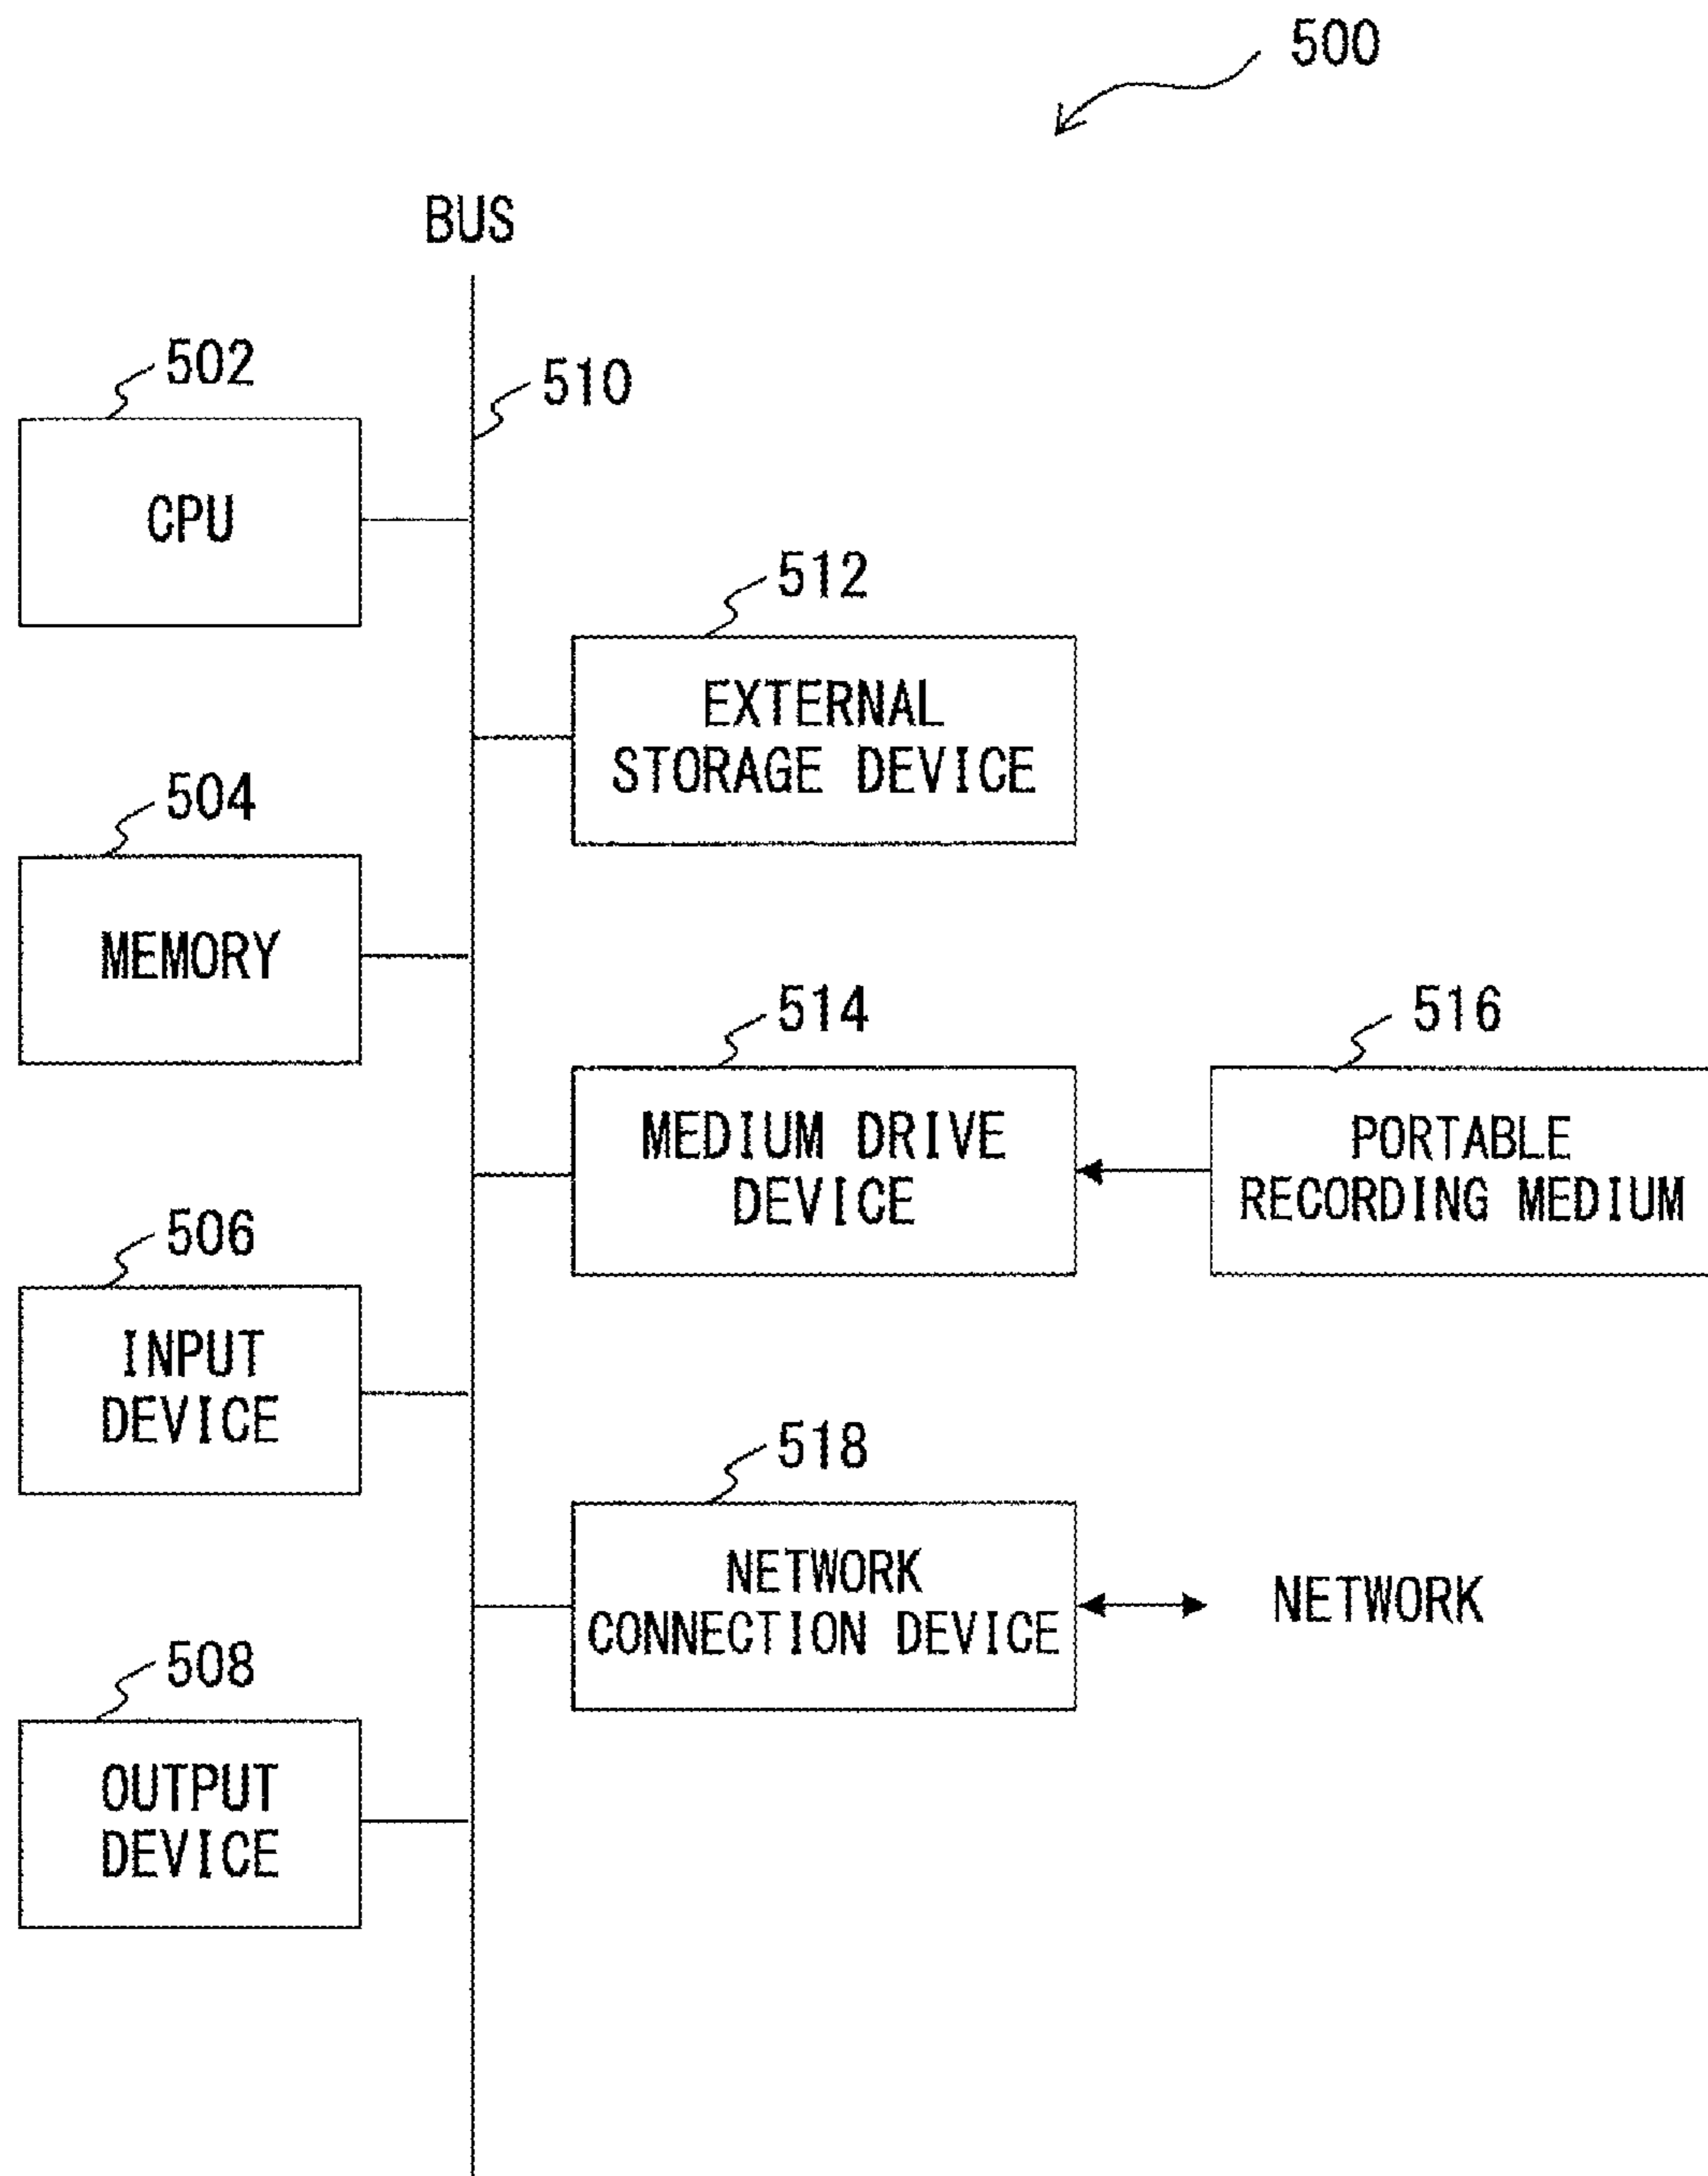 500
BUS
502
510
CPU
512
EXTERNAL
STORAGE DEVICE
504
MEMORY
514
516
MEDIUM DRIVE
DEVICE
PORTABLE
RECORDING MEDIUM
506
INPUT
DEVICE
518
NETWORK
CONNECTION DEVICE
NETWORK
508
OUTPUT
DEVICE